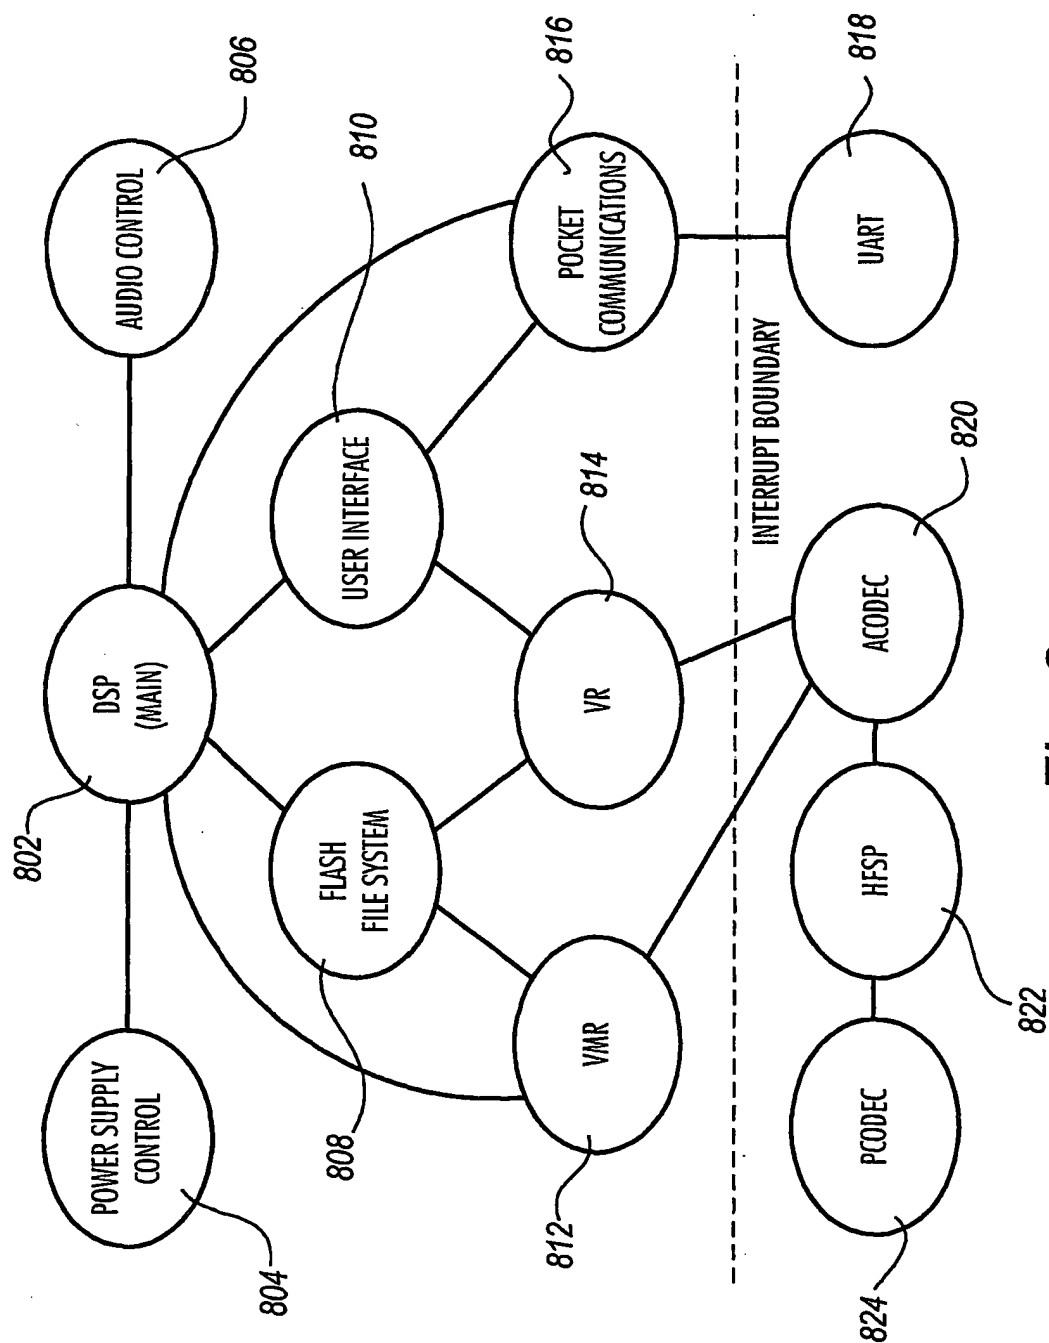 802
806
POWER SUPPLY
CONTROL
DSP
(MAIN)
AUDIO CONTROL
804
810
FLASH
FILE SYSTEM
USER INTERFACE
808
814
816
VMR
VR
POCKET
COMMUNICATIONS
812
INTERRUPT BOUNDARY
818
PCODEC
HFSP
ACODEC
UART
824
822
820